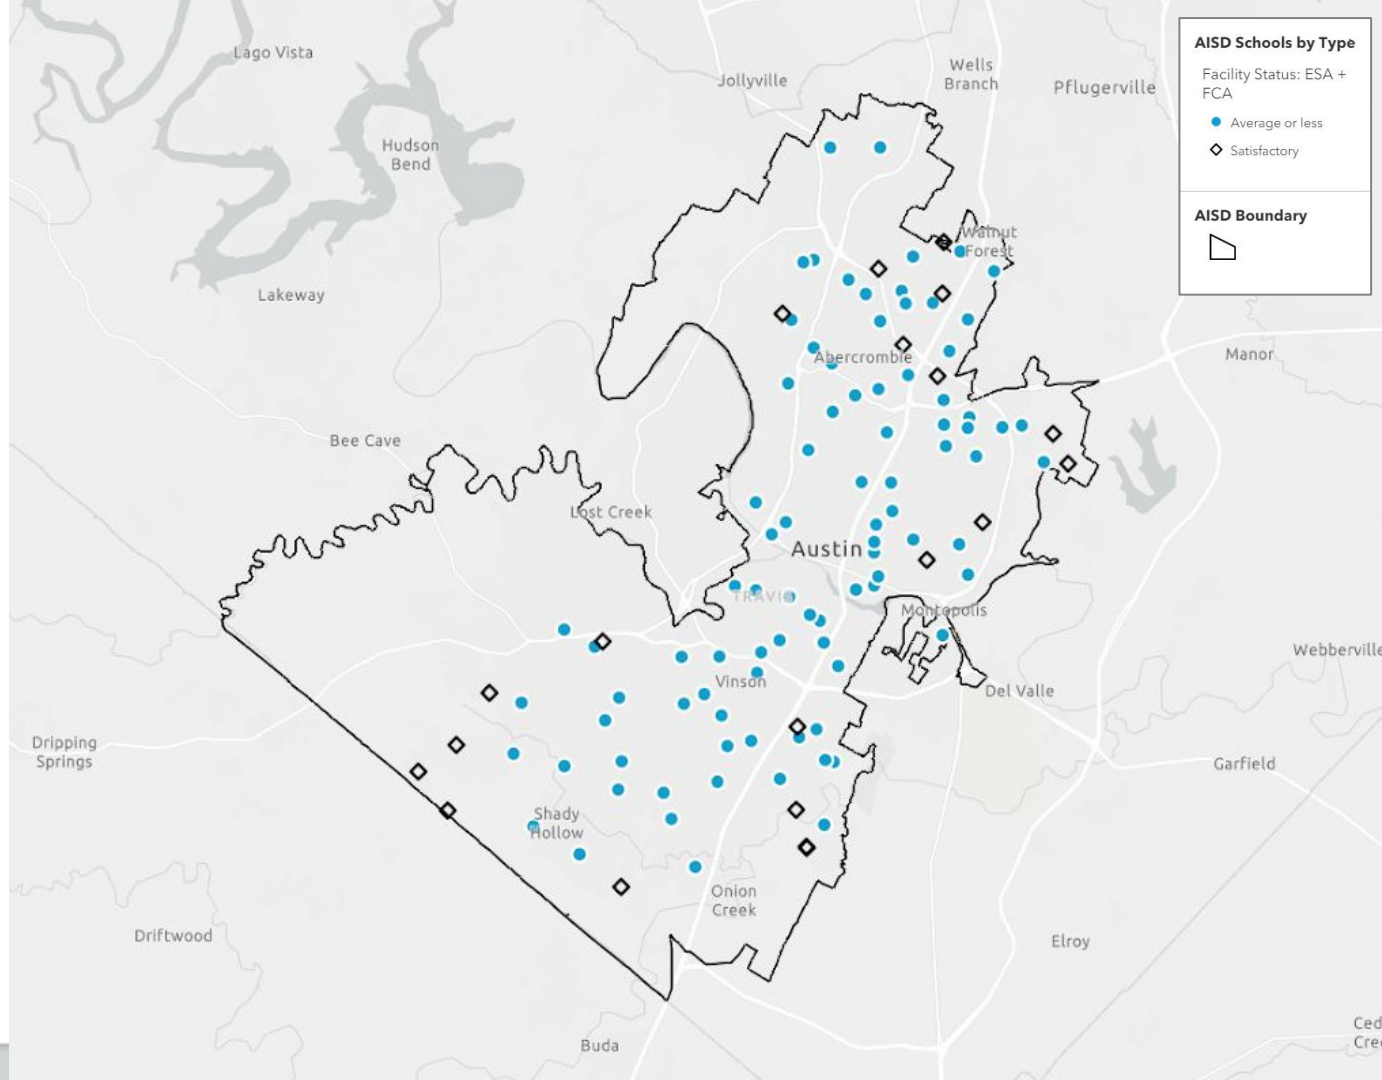 Lago Vista
Jollyville
Wells
Branch
Pflugerville
Hudson
Bend
Walnut
Forest
Lakeway
Abercrombie
Manor
Bee Cave
Lost Creek
Austin
TRAVIS
Montopolis
Webberville
Vinson
Del Valle
Dripping
Springs
Garfield
Shady
Hollow
Onion
Creek
Driftwood
Elroy
Buda
Ced
Cre
AISD Schools by Type
Facility Status: ESA +
FCA
Average or less
Satisfactory
AISD Boundary